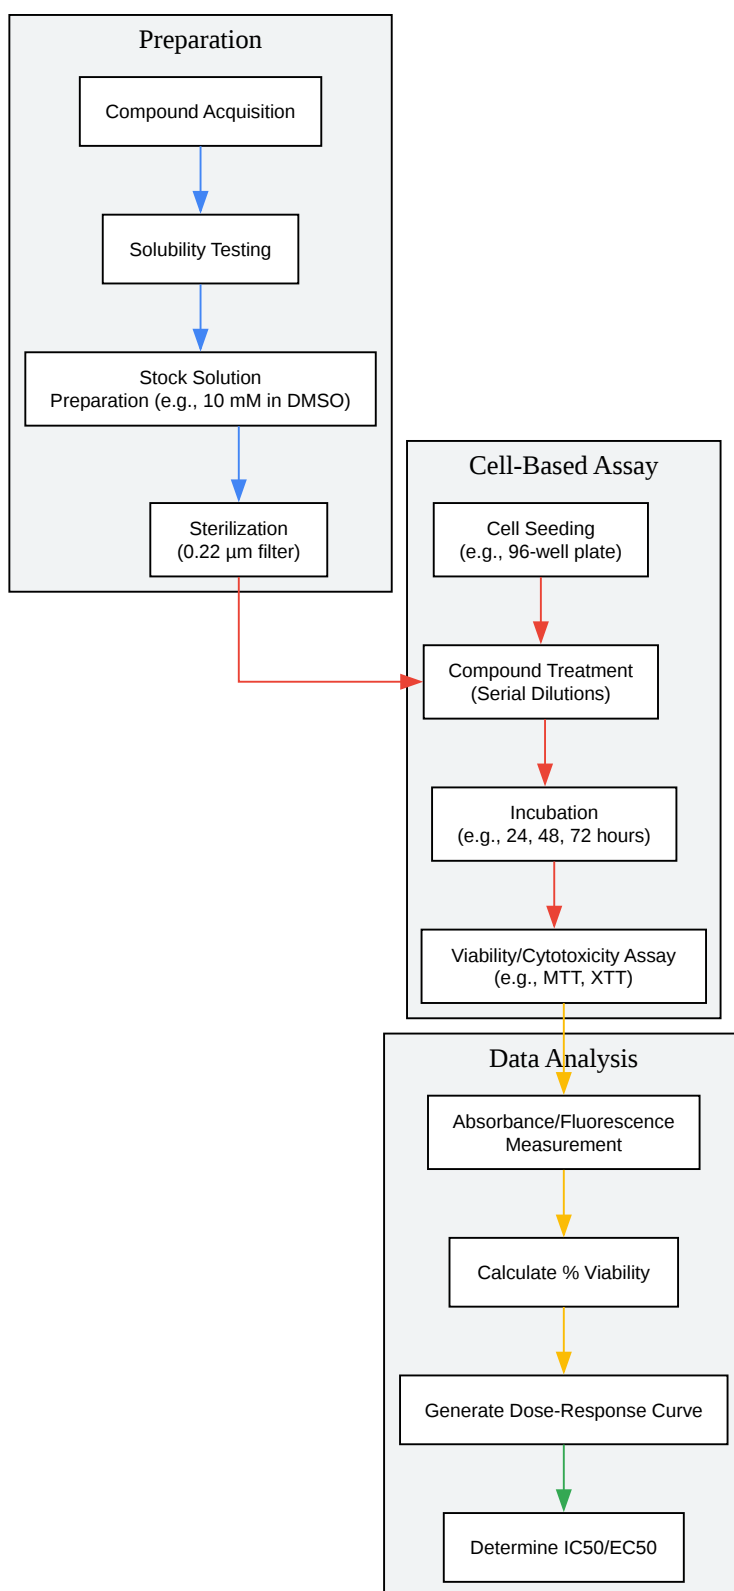 Preparation
Compound Acquisition
Solubility Testing
Stock Solution
Preparation (e.g., 10 mM in DMSO)
Sterilization
(0.22 µm filter)
Cell-Based Assay
Cell Seeding
(e.g., 96-well plate)
Compound Treatment
(Serial Dilutions)
Incubation
(e.g., 24, 48, 72 hours)
Viability/Cytotoxicity Assay
(e.g., MTT, XTT)
Data Analysis
Absorbance/Fluorescence
Measurement
Calculate % Viability
Generate Dose-Response Curve
Determine IC50/EC50